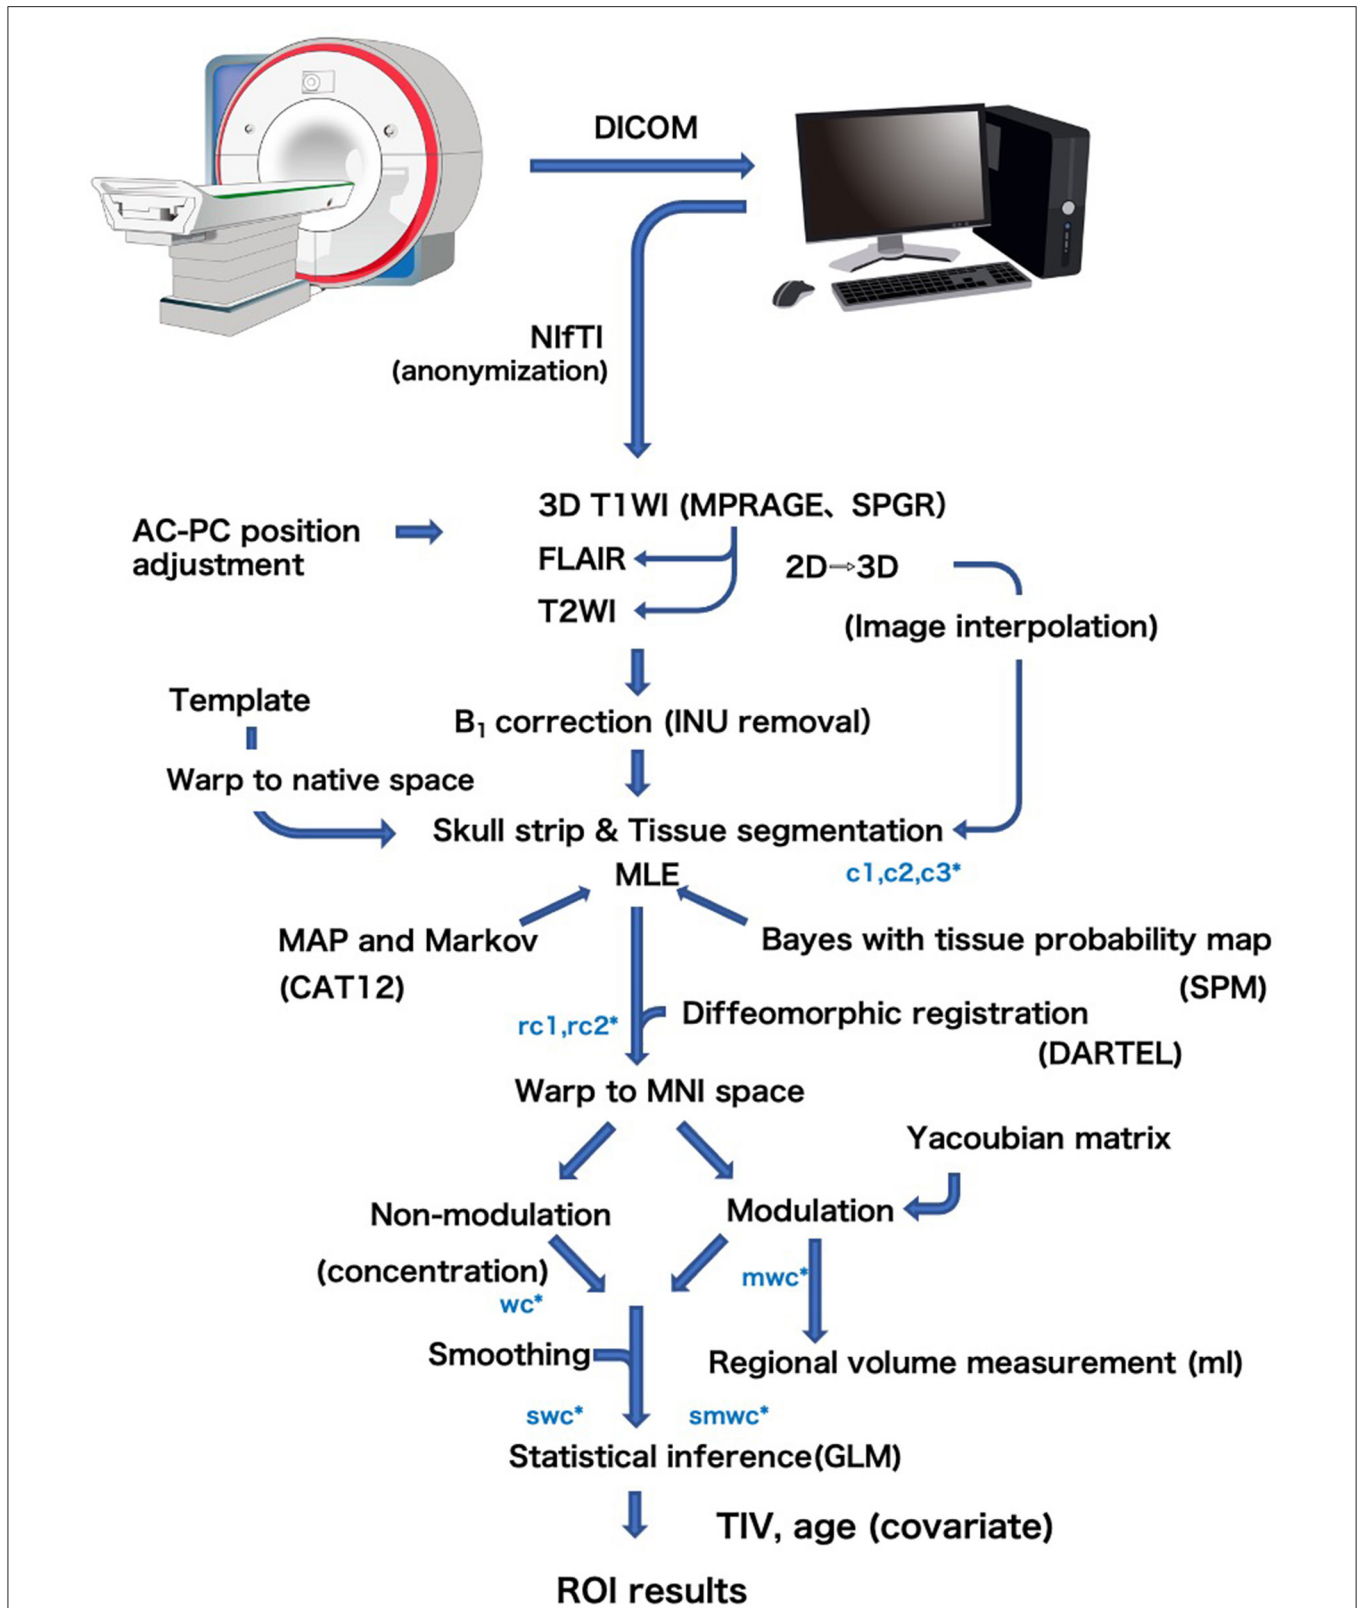 DICOM
NIfTI
(anonymization)
3D T1WI (MPRAGE、SPGR)
AC-PC position
adjustment
FLAIR
2D⇒3D
T2WI
(Image interpolation)
Template
B₁ correction (INU removal)
Warp to native space
Skull strip & Tissue segmentation
MLE
c1,c2,c3*
MAP and Markov
(CAT12)
Bayes with tissue probability map
(SPM)
rc1,rc2*
Diffeomorphic registration
(DARTEL)
Warp to MNI space
Yacoubian matrix
Non-modulation
Modulation
(concentration)
mwc*
wc*
Smoothing
Regional volume measurement (ml)
swc*
smwc*
Statistical inference(GLM)
TIV, age (covariate)
ROI results